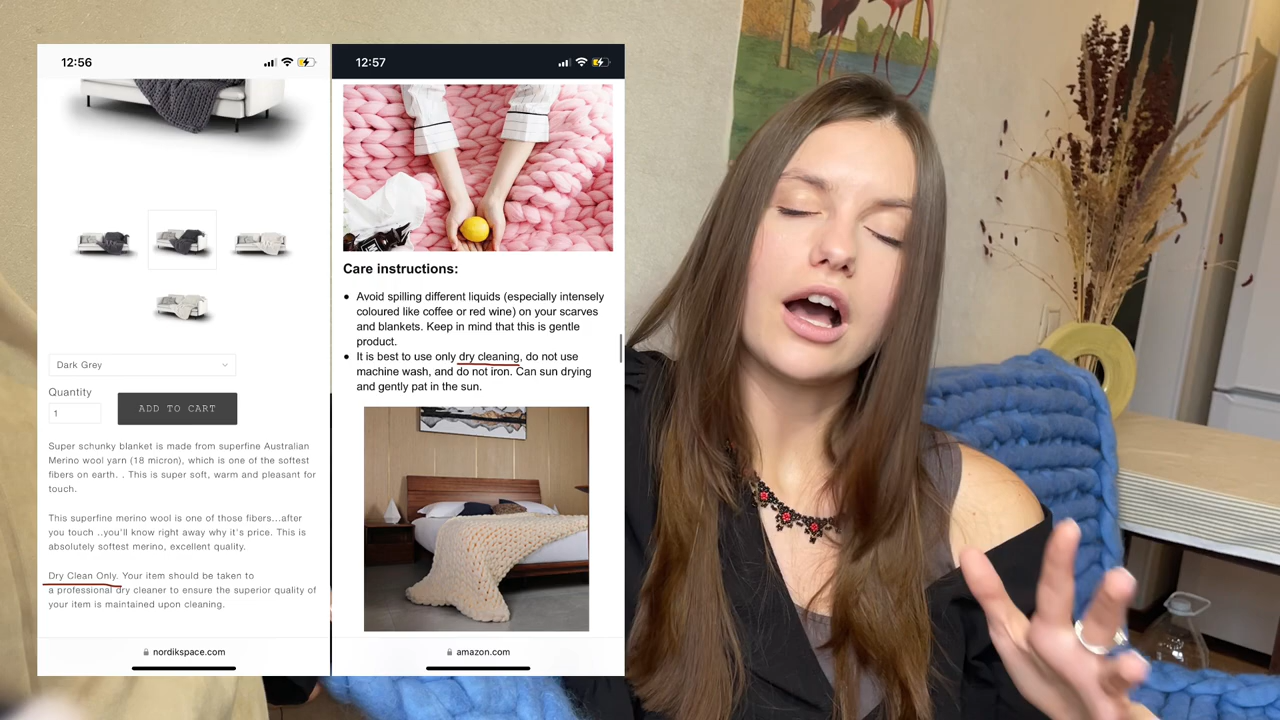 12:56
Dark Grey
Quantity
1
ADD TO CART
Super schunky blanket is made from superfine Australian
Merino wool yarn (18 micron), which is one of the softest
fibers on earth. . This is super soft, warm and pleasant for
touch.
This superfine merino wool is one of those fibers...after
you touch ..you'll know right away why it's price. This is
absolutely softest merino, excellent quality.
Dry Clean Only. Your item should be taken to
a professional dry cleaner to ensure the superior quality of
your item is maintained upon cleaning.
nordikspace.com
12:57
Care instructions:
● Avoid spilling different liquids (especially intensely
coloured like coffee or red wine) on your scarves
and blankets. Keep in mind that this is gentle
product.
● It is best to use only dry cleaning, do not use
machine wash, and do not iron. Can sun drying
and gently pat in the sun.
amazon.com